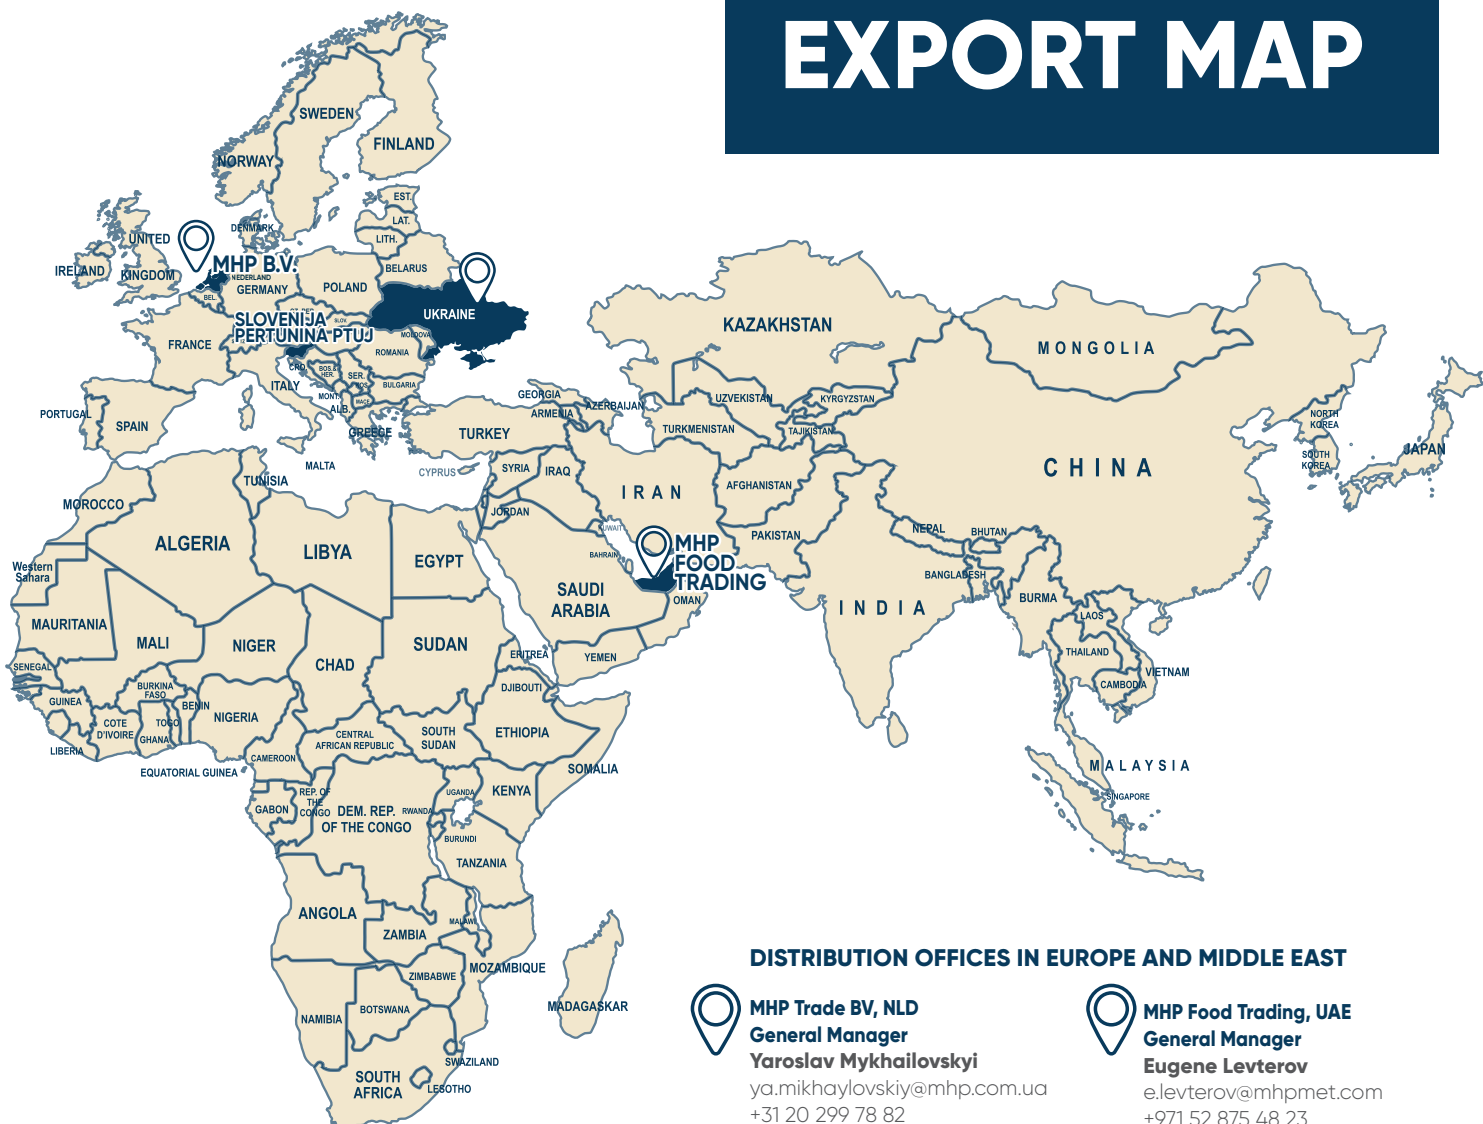 EXPORT MAP
SWEDEN
FINLAND
NORWAY
EST.
LAT.
LITH.
DENMARK
UNITED
KINGDOM
IRELAND
MHP B.V.
NEDERLAND
BELARUS
GERMANY
POLAND
BEL.
UKRAINE
SLOVENIJA
PERTUNINA PTUJ
SLOV.
MOLDOVA
FRANCE
ROMANIA
CRO.
BOS.&
HER.
SER.
ITALY
BULGARIA
MONT.
MACE.
ALB.
PORTUGAL
SPAIN
GREECE
GEORGIA
ARMENIA
AZERBAIJAN
TURKEY
MALTA
CYPRUS
SYRIA
IRAQ
JORDAN
KAZAKHSTAN
MONGOLIA
UZVEKISTAN
KYRGYZSTAN
TURKMENISTAN
TAJIKISTAN
NORTH
KOREA
SOUTH
KOREA
JAPAN
CHINA
IRAN
AFGHANISTAN
PAKISTAN
NEPAL
BHUTAN
BANGLADESH
INDIA
BURMA
LAOS
THAILAND
CAMBODIA
VIETNAM
MALAYSIA
SINGAPORE
KUWAIT
BAHRAIN
MHP
FOOD
TRADING
SAUDI
ARABIA
OMAN
YEMEN
TUNISIA
MOROCCO
ALGERIA
LIBYA
EGYPT
Western
Sahara
MAURITANIA
MALI
NIGER
CHAD
SUDAN
ERITREA
DJIBOUTI
SENEGAL
GUINEA
BURKINA
FASO
BENIN
TOGO
COTE
D'IVOIRE
GHANA
LIBERIA
NIGERIA
EQUATORIAL GUINEA
CAMEROON
CENTRAL
AFRICAN REPUBLIC
SOUTH
SUDAN
ETHIOPIA
SOMALIA
GABON
REP. OF
THE
CONGO
DEM. REP.
OF THE CONGO
UGANDA
KENYA
RWANDA
BURUNDI
TANZANIA
ANGOLA
ZAMBIA
MALAWI
ZIMBABWE
MOZAMBIQUE
NAMIBIA
BOTSWANA
MADAGASKAR
SWAZILAND
SOUTH
AFRICA
LESOTHO
DISTRIBUTION OFFICES IN EUROPE AND MIDDLE EAST
MHP Trade BV, NLD
General Manager
Yaroslav Mykhailovskyi
ya.mikhaylovskiy@mhp.com.ua
+31 20 299 78 82
MHP Food Trading, UAE
General Manager
Eugene Levterov
e.levterov@mhpmet.com
+971 52 875 48 23